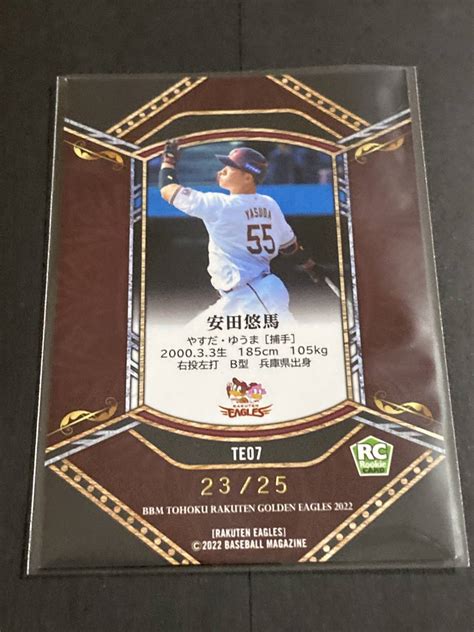 YASUDA
55
安田悠馬
やすだ・ゆうま[捕手]
2000.3.3生 185cm 105kg
右投左打 B型 兵庫県出身
RAKUTEN
EAGLES
TE07
RC
Rookie
CARD
23/25
BBM TOHOKU RAKUTEN GOLDEN EAGLES 2022
[RAKUTEN EAGLES]
© 2022 BASEBALL MAGAZINE